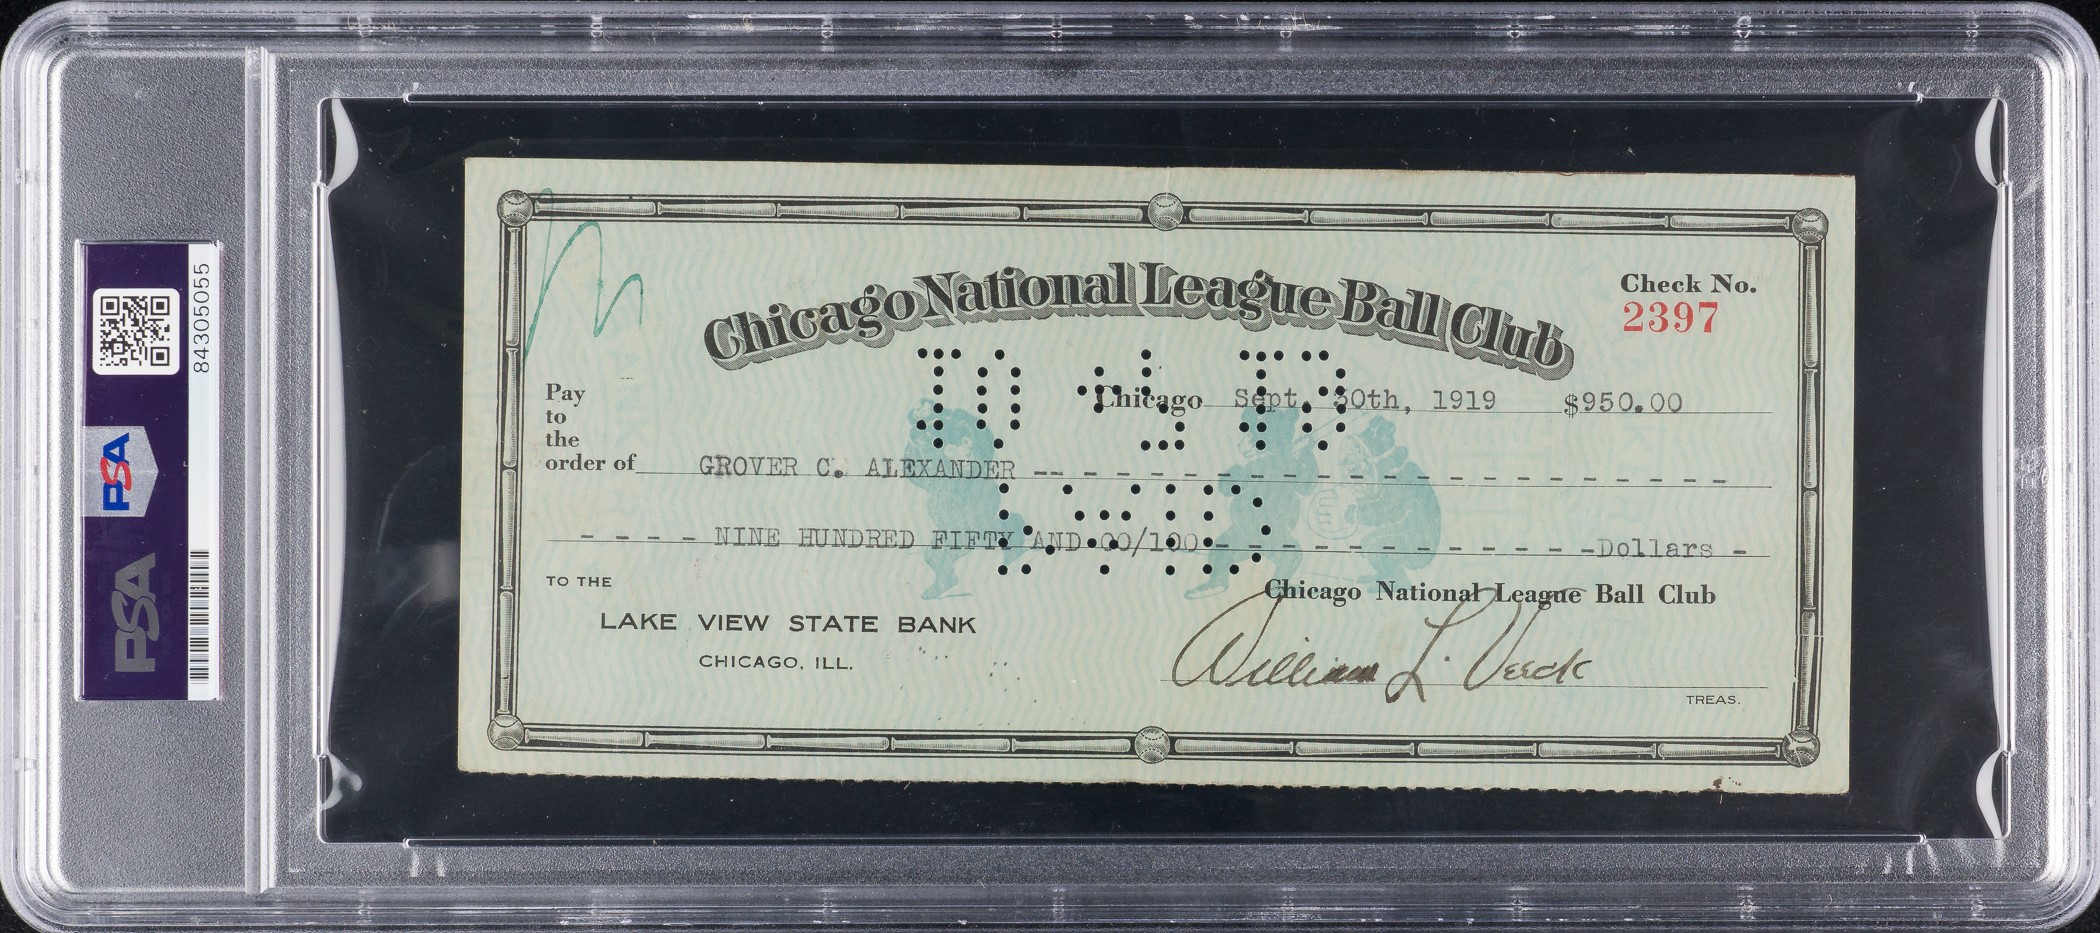 84305055
PSA
PSA
Chicago National League Ball Club
Check No.
2397
Pay
to
the
order of
Chicago Sept. 30th, 1919 $950.00
GROVER C. ALEXANDER
NINE HUNDRED FIFTY AND 00/100 Dollars
TO THE
LAKE VIEW STATE BANK
CHICAGO, ILL.
Chicago National League Ball Club
William L. Veeck
TREAS.